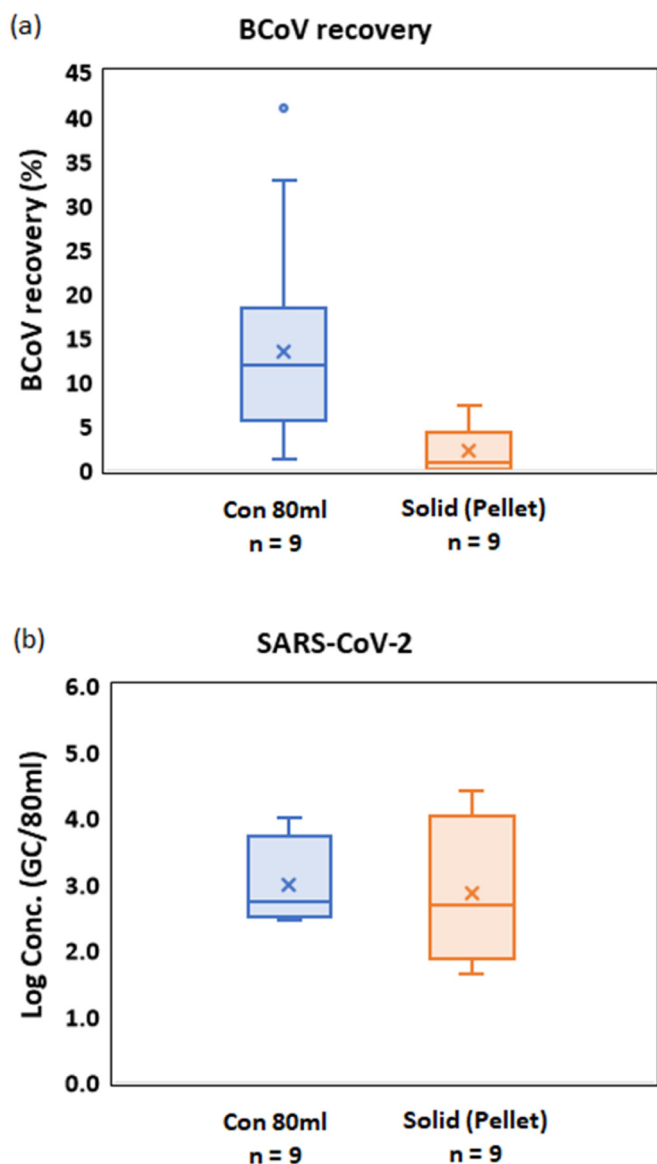 (a)
BCoV recovery
BCoV recovery (%)
45
40
35
30
25
20
15
10
5
0
Con 80ml
n = 9
Solid (Pellet)
n = 9
(b)
SARS-CoV-2
Log Conc. (GC/80ml)
6.0
5.0
4.0
3.0
2.0
1.0
0.0
Con 80ml
n = 9
Solid (Pellet)
n = 9